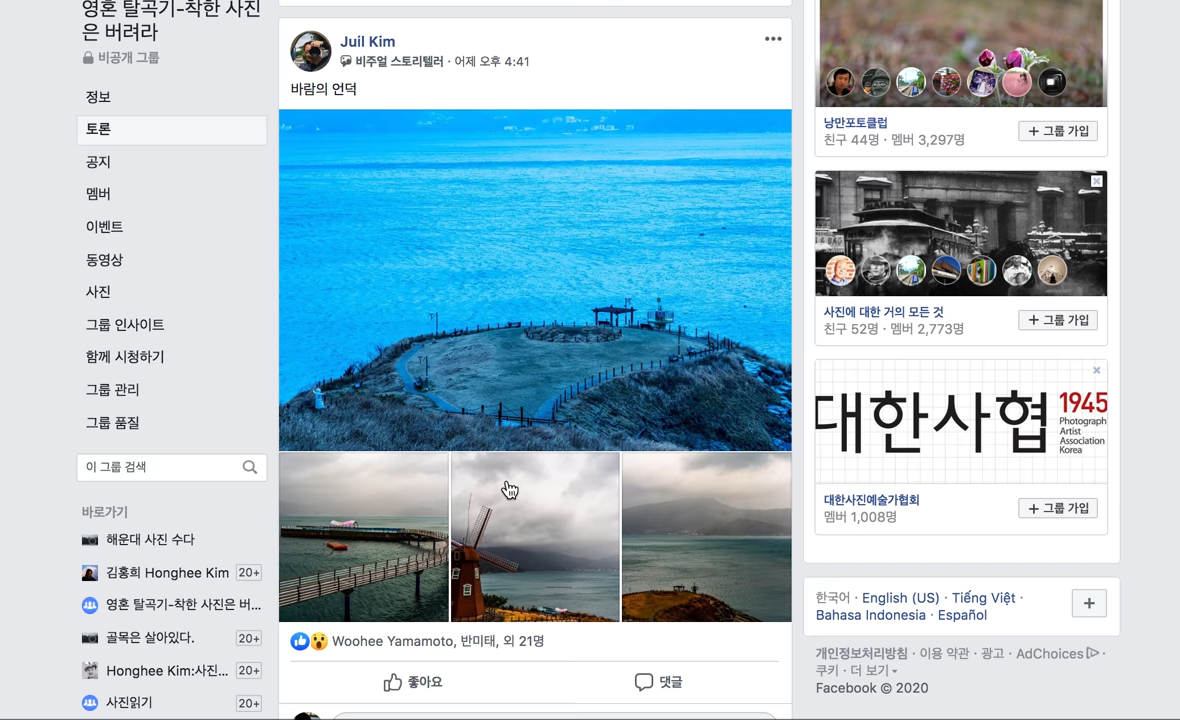 영혼 탈곡기-착한 사진
은 버려라
비공개 그룹
정보
토론
공지
멤버
이벤트
동영상
사진
그룹 인사이트
함께 시청하기
그룹 관리
그룹 품질
이 그룹 검색
바로가기
해운대 사진 수다
김홍희 Honghee Kim 20+
영혼 탈곡기-착한 사진은 버...
골목은 살아있다. 20+
Honghee Kim:사진... 20+
사진읽기 20+
Juil Kim
비주얼 스토리텔러 · 어제 오후 4:41
바람의 언덕
Woohee Yamamoto, 반미태, 외 21명
좋아요
댓글
낭만포토클럽
친구 44명 · 멤버 3,297명
+ 그룹 가입
사진에 대한 거의 모든 것
친구 52명 · 멤버 2,773명
+ 그룹 가입
대한사협
1945
Photograph
Artist
Association
Korea
대한사진예술가협회
멤버 1,008명
+ 그룹 가입
한국어 · English (US) · Tiếng Việt ·
Bahasa Indonesia · Español
개인정보처리방침 · 이용 약관 · 광고 · AdChoices ·
쿠키 · 더 보기
Facebook © 2020